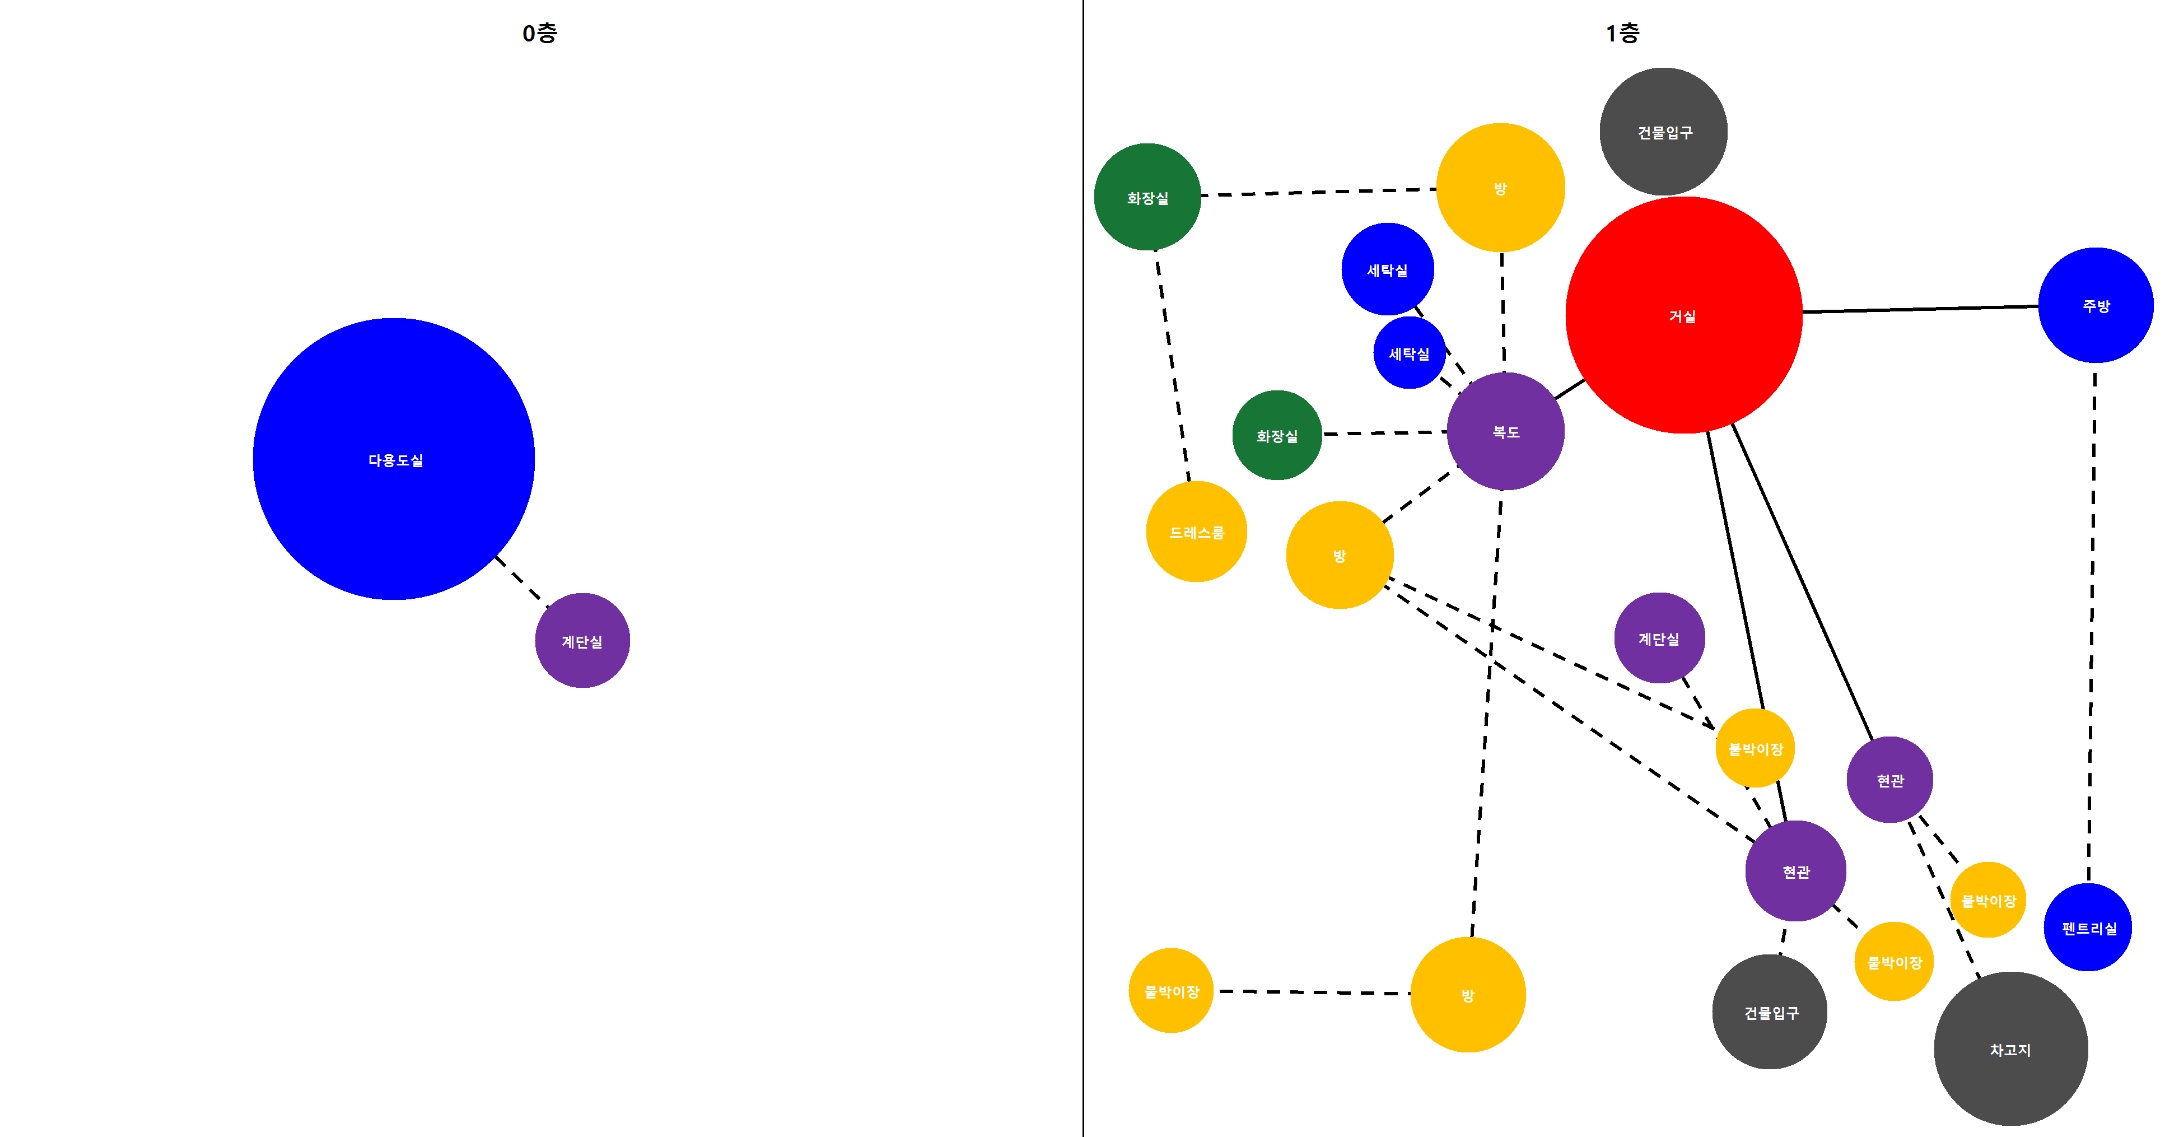 0층
다용도실
계단실
1층
건물입구
화장실
방
세탁실
거실
주방
세탁실
화장실
복도
드레스룸
방
계단실
붙박이장
현관
현관
붙박이장
펜트리실
붙박이장
붙박이장
방
건물입구
차고지